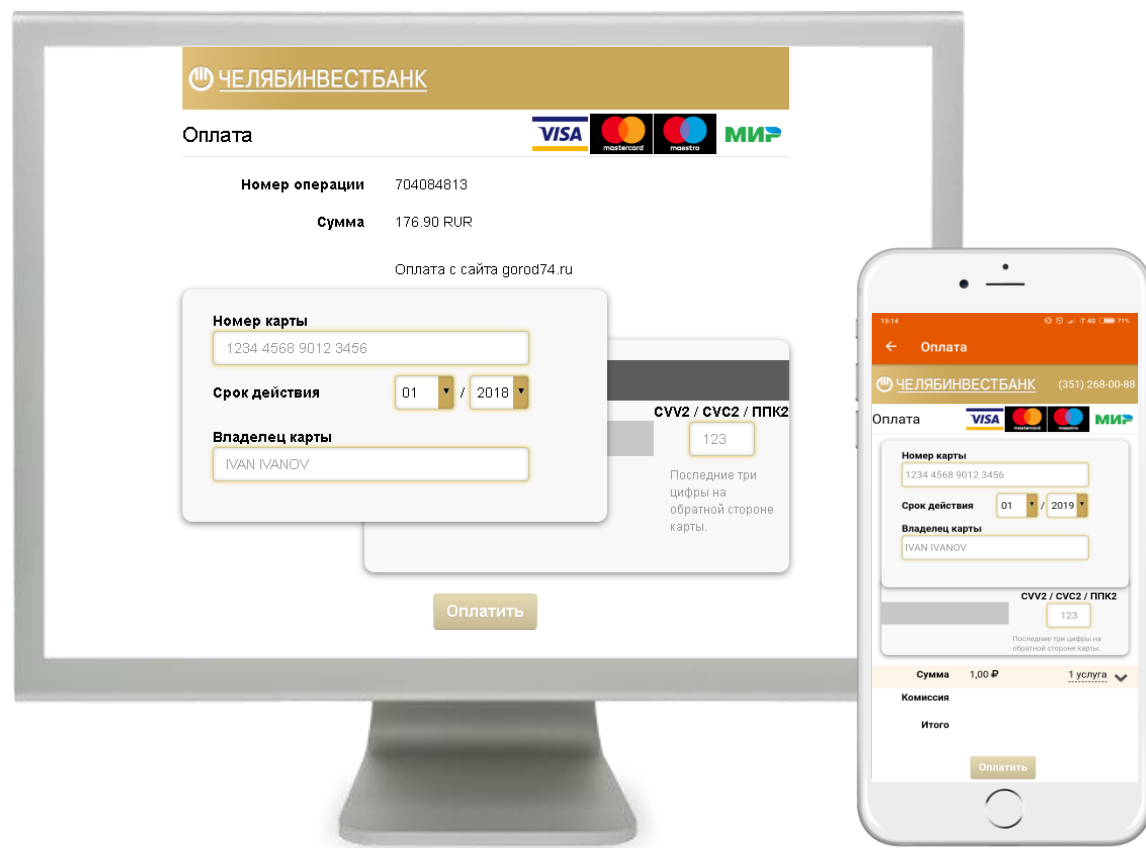 ЧЕЛЯБИНВЕСТБАНК
Оплата VISA mastercard maestro МИР
Номер операции 704084813
Сумма 176.90 RUR
Оплата с сайта gorod74.ru
Номер карты
1234 4568 9012 3456
Срок действия 01 / 2018
Владелец карты
IVAN IVANOV
CVV2 / CVC2 / ППК2
123
Последние три
цифры на
обратной стороне
карты.
Оплатить
15:14 4G 71%
Оплата
ЧЕЛЯБИНВЕСТБАНК (351) 268-00-88
Оплата VISA mastercard maestro МИР
Номер карты
1234 4568 9012 3456
Срок действия 01 / 2019
Владелец карты
IVAN IVANOV
CVV2 / CVC2 / ППК2
123
Последние три цифры на
обратной стороне карты.
Сумма 1,00 ₽ 1 услуга
Комиссия
Итого
Оплатить